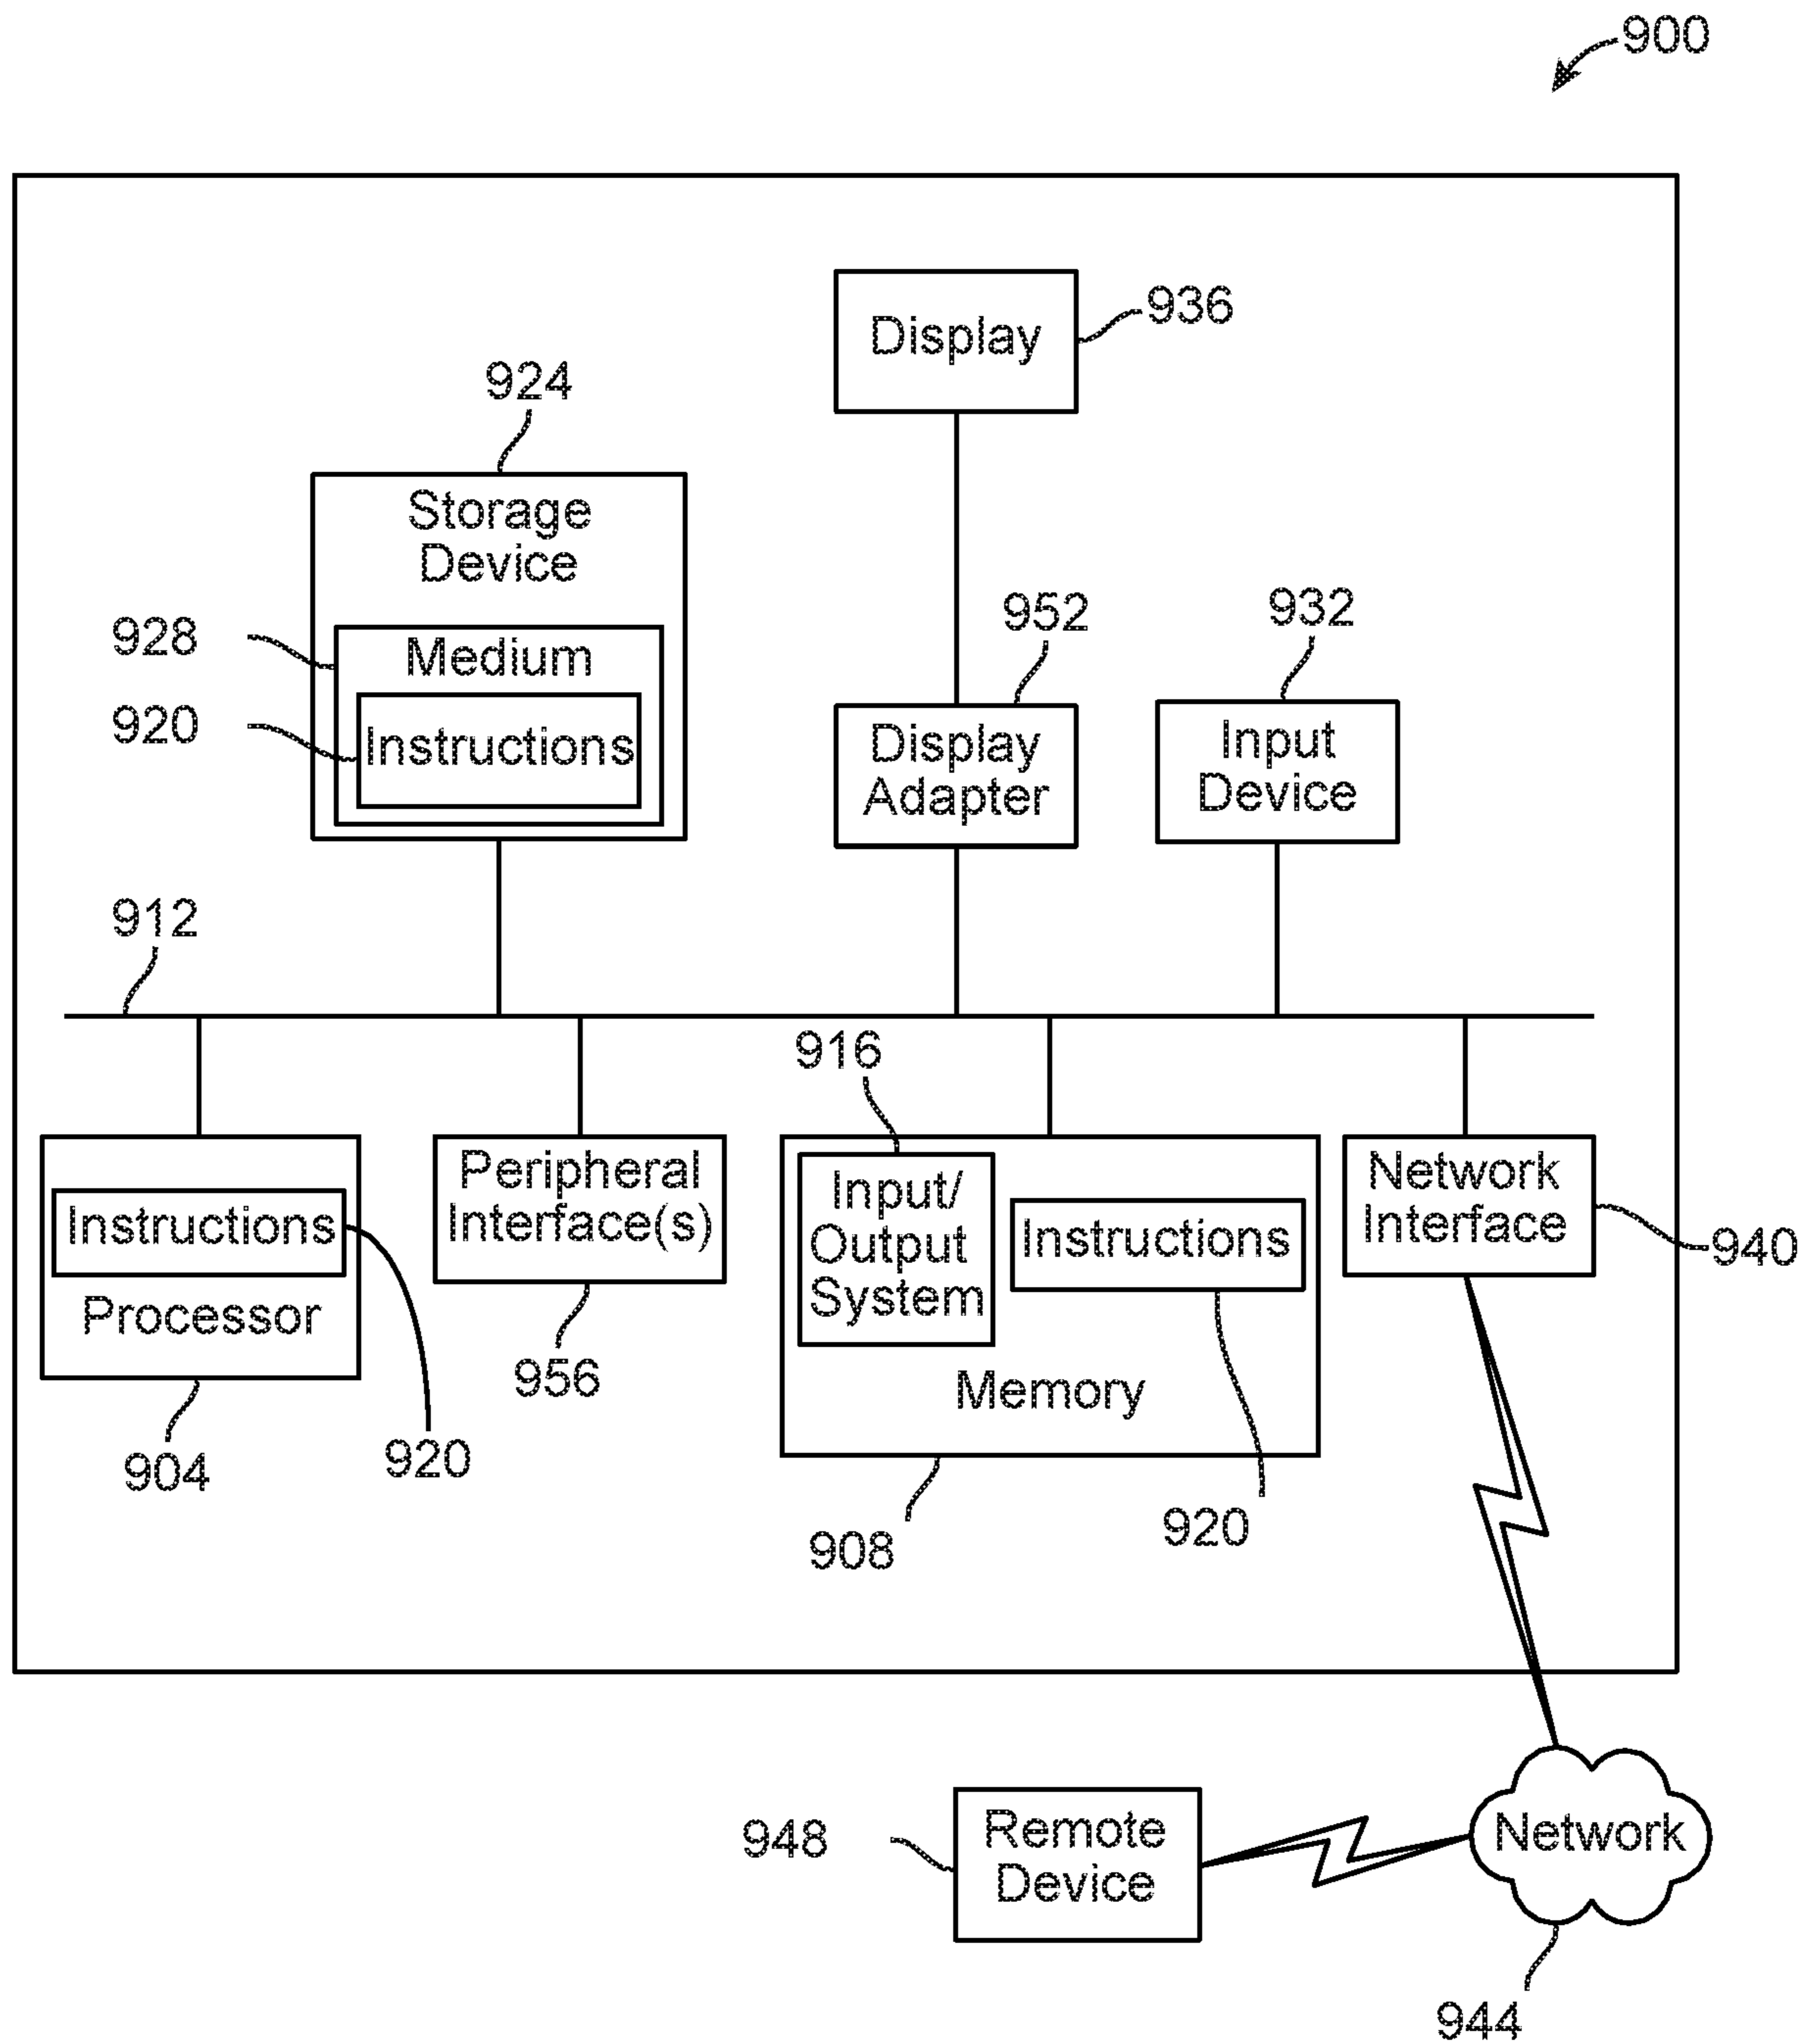 900
Display
936
924
Storage
Device
928
Medium
920
Instructions
952
Display
Adapter
932
Input
Device
912
916
Instructions
Processor
904
920
Peripheral
Interface(s)
956
Input/
Output
System
Instructions
Memory
908
920
Network
Interface
940
948
Remote
Device
Network
944